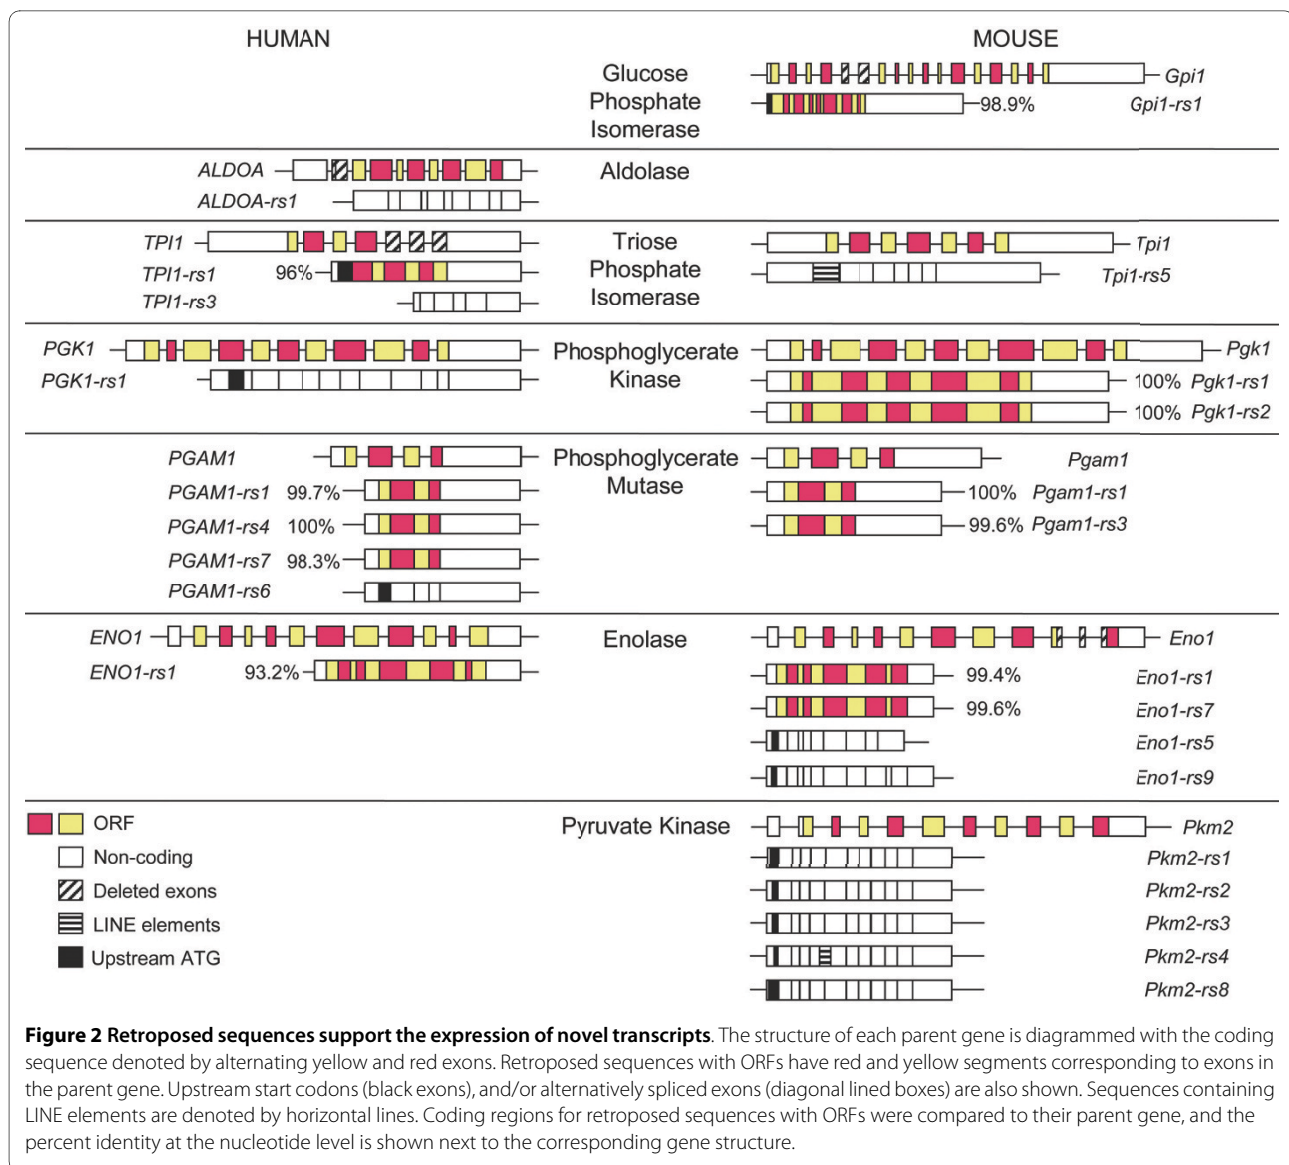 HUMAN
MOUSE
Glucose
Phosphate
Isomerase
Gpi1
98.9%
Gpi1-rs1
ALDOA
ALDOA-rs1
Aldolase
TPI1
TPI1-rs1
96%
TPI1-rs3
Triose
Phosphate
Isomerase
Tpi1
Tpi1-rs5
PGK1
PGK1-rs1
Phosphoglycerate
Kinase
Pgk1
100% Pgk1-rs1
100% Pgk1-rs2
PGAM1
PGAM1-rs1 99.7%
PGAM1-rs4 100%
PGAM1-rs7 98.3%
PGAM1-rs6
Phosphoglycerate
Mutase
Pgam1
100% Pgam1-rs1
99.6% Pgam1-rs3
ENO1
ENO1-rs1 93.2%
Enolase
Eno1
99.4% Eno1-rs1
99.6% Eno1-rs7
Eno1-rs5
Eno1-rs9
Pyruvate Kinase
Pkm2
Pkm2-rs1
Pkm2-rs2
Pkm2-rs3
Pkm2-rs4
Pkm2-rs8
ORF
Non-coding
Deleted exons
LINE elements
Upstream ATG
Figure 2 Retroposed sequences support the expression of novel transcripts. The structure of each parent gene is diagrammed with the coding
sequence denoted by alternating yellow and red exons. Retroposed sequences with ORFs have red and yellow segments corresponding to exons in
the parent gene. Upstream start codons (black exons), and/or alternatively spliced exons (diagonal lined boxes) are also shown. Sequences containing
LINE elements are denoted by horizontal lines. Coding regions for retroposed sequences with ORFs were compared to their parent gene, and the
percent identity at the nucleotide level is shown next to the corresponding gene structure.